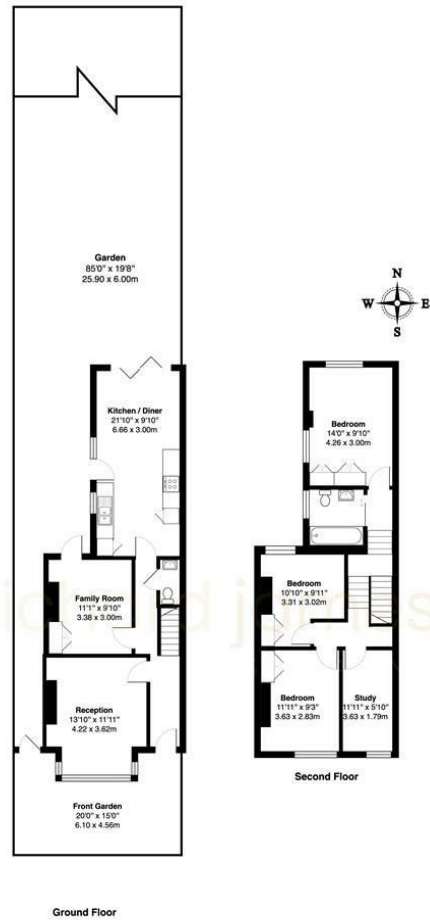 Garden
85'0" x 19'8"
25.90 x 6.00m
N
W
E
S
Kitchen / Diner
21'10" x 9'10"
6.66 x 3.00m
Bedroom
14'0" x 9'10"
4.26 x 3.00m
Family Room
11'1" x 9'10"
3.38 x 3.00m
Bedroom
10'10" x 9'11"
3.31 x 3.02m
Reception
13'10" x 11'11"
4.22 x 3.62m
Bedroom
11'11" x 9'3"
3.63 x 2.83m
Study
11'11" x 5'10"
3.63 x 1.79m
Second Floor
Front Garden
20'0" x 15'0"
6.10 x 4.56m
Ground Floor